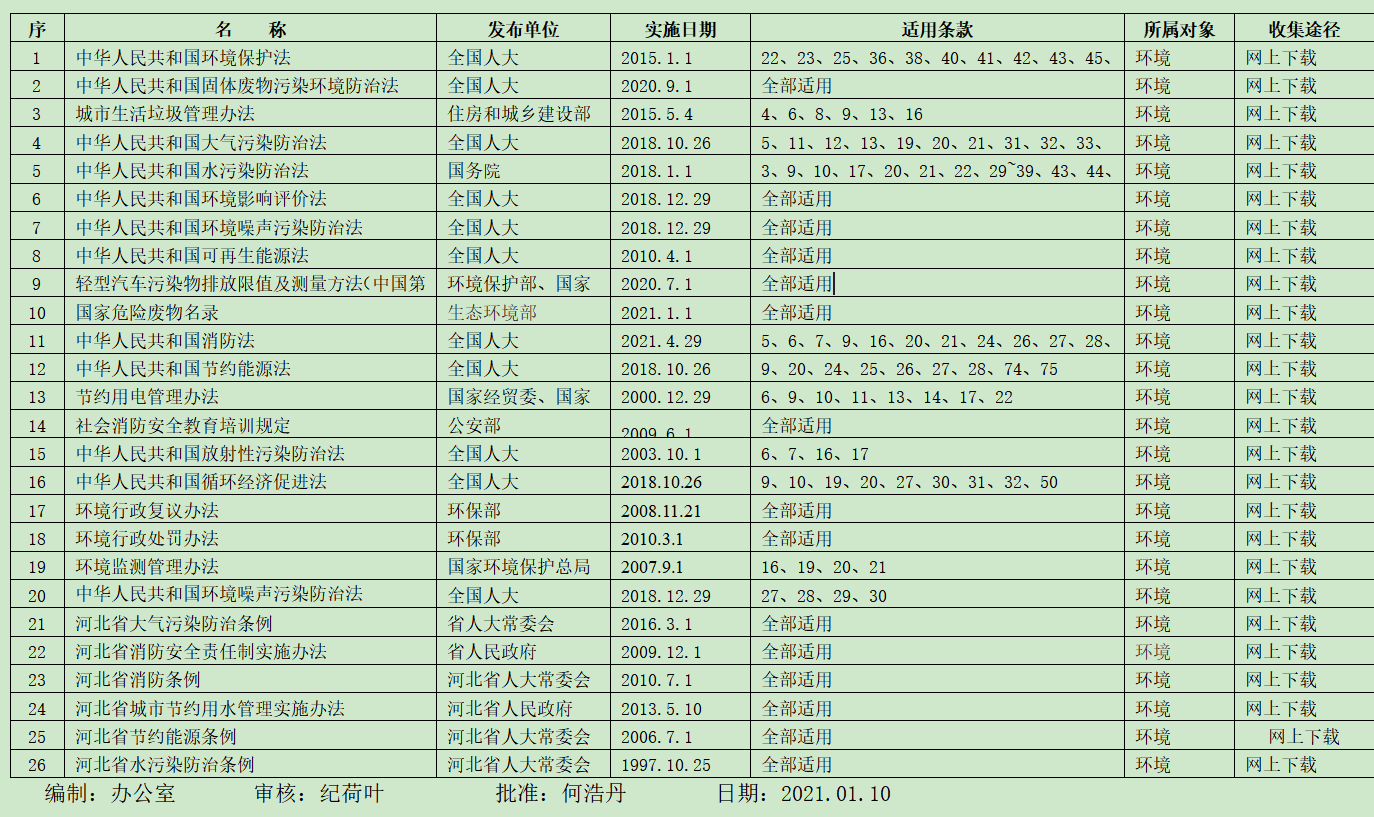 序 名 称 发布单位 实施日期 适用条款 所属对象 收集途径
1 中华人民共和国环境保护法 全国人大 2015.1.1 22、23、25、36、38、40、41、42、43、45、 环境 网上下载
2 中华人民共和国固体废物污染环境防治法 全国人大 2020.9.1 全部适用 环境 网上下载
3 城市生活垃圾管理办法 住房和城乡建设部 2015.5.4 4、6、8、9、13、16 环境 网上下载
4 中华人民共和国大气污染防治法 全国人大 2018.10.26 5、11、12、13、19、20、21、31、32、33、 环境 网上下载
5 中华人民共和国水污染防治法 国务院 2018.1.1 3、9、10、17、20、21、22、29~39、43、44、 环境 网上下载
6 中华人民共和国环境影响评价法 全国人大 2018.12.29 全部适用 环境 网上下载
7 中华人民共和国环境噪声污染防治法 全国人大 2018.12.29 全部适用 环境 网上下载
8 中华人民共和国可再生能源法 全国人大 2010.4.1 全部适用 环境 网上下载
9 轻型汽车污染物排放限值及测量方法(中国第 环境保护部、国家 2020.7.1 全部适用 环境 网上下载
10 国家危险废物名录 生态环境部 2021.1.1 全部适用 环境 网上下载
11 中华人民共和国消防法 全国人大 2021.4.29 5、6、7、9、16、20、21、24、26、27、28、 环境 网上下载
12 中华人民共和国节约能源法 全国人大 2018.10.26 9、20、24、25、26、27、28、74、75 环境 网上下载
13 节约用电管理办法 国家经贸委、国家 2000.12.29 6、9、10、11、13、14、17、22 环境 网上下载
14 社会消防安全教育培训规定 公安部 2009.6.1 全部适用 环境 网上下载
15 中华人民共和国放射性污染防治法 全国人大 2003.10.1 6、7、16、17 环境 网上下载
16 中华人民共和国循环经济促进法 全国人大 2018.10.26 9、10、19、20、27、30、31、32、50 环境 网上下载
17 环境行政复议办法 环保部 2008.11.21 全部适用 环境 网上下载
18 环境行政处罚办法 环保部 2010.3.1 全部适用 环境 网上下载
19 环境监测管理办法 国家环境保护总局 2007.9.1 16、19、20、21 环境 网上下载
20 中华人民共和国环境噪声污染防治法 全国人大 2018.12.29 27、28、29、30 环境 网上下载
21 河北省大气污染防治条例 省人大常委会 2016.3.1 全部适用 环境 网上下载
22 河北省消防安全责任制实施办法 省人民政府 2009.12.1 全部适用 环境 网上下载
23 河北省消防条例 河北省人大常委会 2010.7.1 全部适用 环境 网上下载
24 河北省城市节约用水管理实施办法 河北省人民政府 2013.5.10 全部适用 环境 网上下载
25 河北省节约能源条例 河北省人大常委会 2006.7.1 全部适用 环境 网上下载
26 河北省水污染防治条例 河北省人大常委会 1997.10.25 全部适用 环境 网上下载
编制：办公室 审核：纪荷叶 批准：何浩丹 日期：2021.01.10